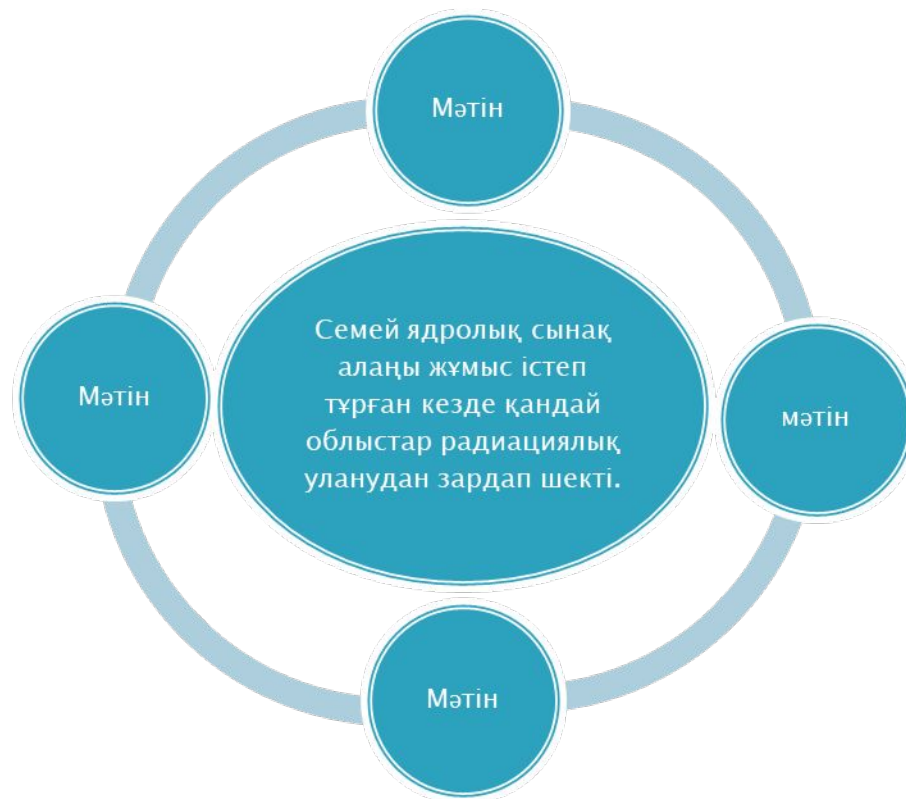 Мәтін
Семей ядролық сынақ
алаңы жұмыс істеп
тұрған кезде қандай
облыстар радиациялық
уланудан зардап шекті.
Мәтін
мәтін
Мәтін